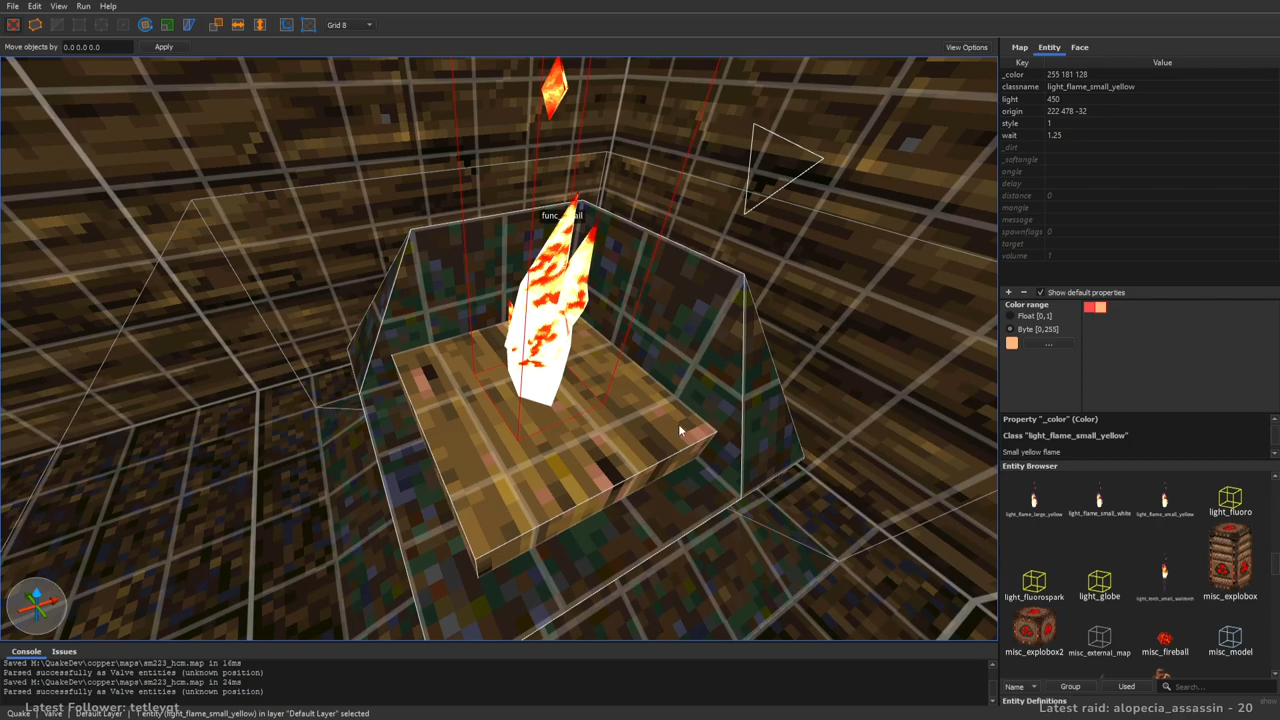 File Edit View Run Help
Grid 8
Move objects by 0.0 0.0 0.0 Apply View Options
Map Entity Face
Key Value
_color 255 181 128
classname light_flame_small_yellow
light 450
origin 222 478 -32
style 1
wait 1.25
_dirt
_softangle
angle
delay
distance 0
mangle
message
spawnflags 0
target
volume 1
Show default properties
Color range
Float [0,1]
Byte [0,255]
...
Property "_color" (Color)
Class "light_flame_small_yellow"
Small yellow flame
Entity Browser
light_flame_large_yellow light_flame_small_white light_flame_small_yellow light_fluoro
light_fluorospark light_globe light_torch_small_walltorch misc_explobox
misc_explobox2 misc_external_map misc_fireball misc_model
Name Group Used Search...
Entity Definitions
Console Issues
Saved M:\QuakeDev\copper\maps\sm223_hcm.map in 16ms
Parsed successfully as Valve entities (unknown position)
Saved M:\QuakeDev\copper\maps\sm223_hcm.map in 24ms
Parsed successfully as Valve entities (unknown position)
Latest Follower: tetlevgt
Latest raid: alopecia_assassin - 20
Quake Valve Default Layer 1 entity (light_flame_small_yellow) in layer "Default Layer" selected